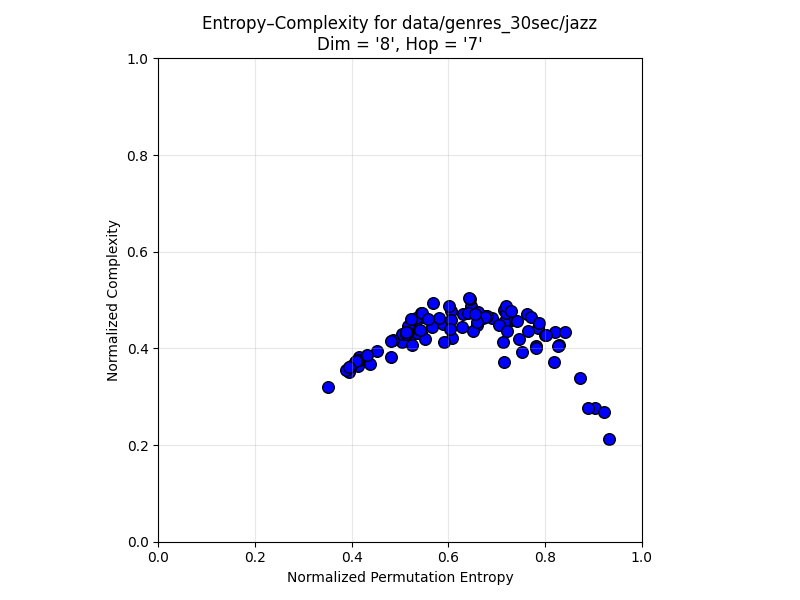 Entropy–Complexity for data/genres_30sec/jazz
Dim = '8', Hop = '7'
1.0
0.8
0.6
0.4
0.2
0.0
Normalized Complexity
0.0 0.2 0.4 0.6 0.8 1.0
Normalized Permutation Entropy